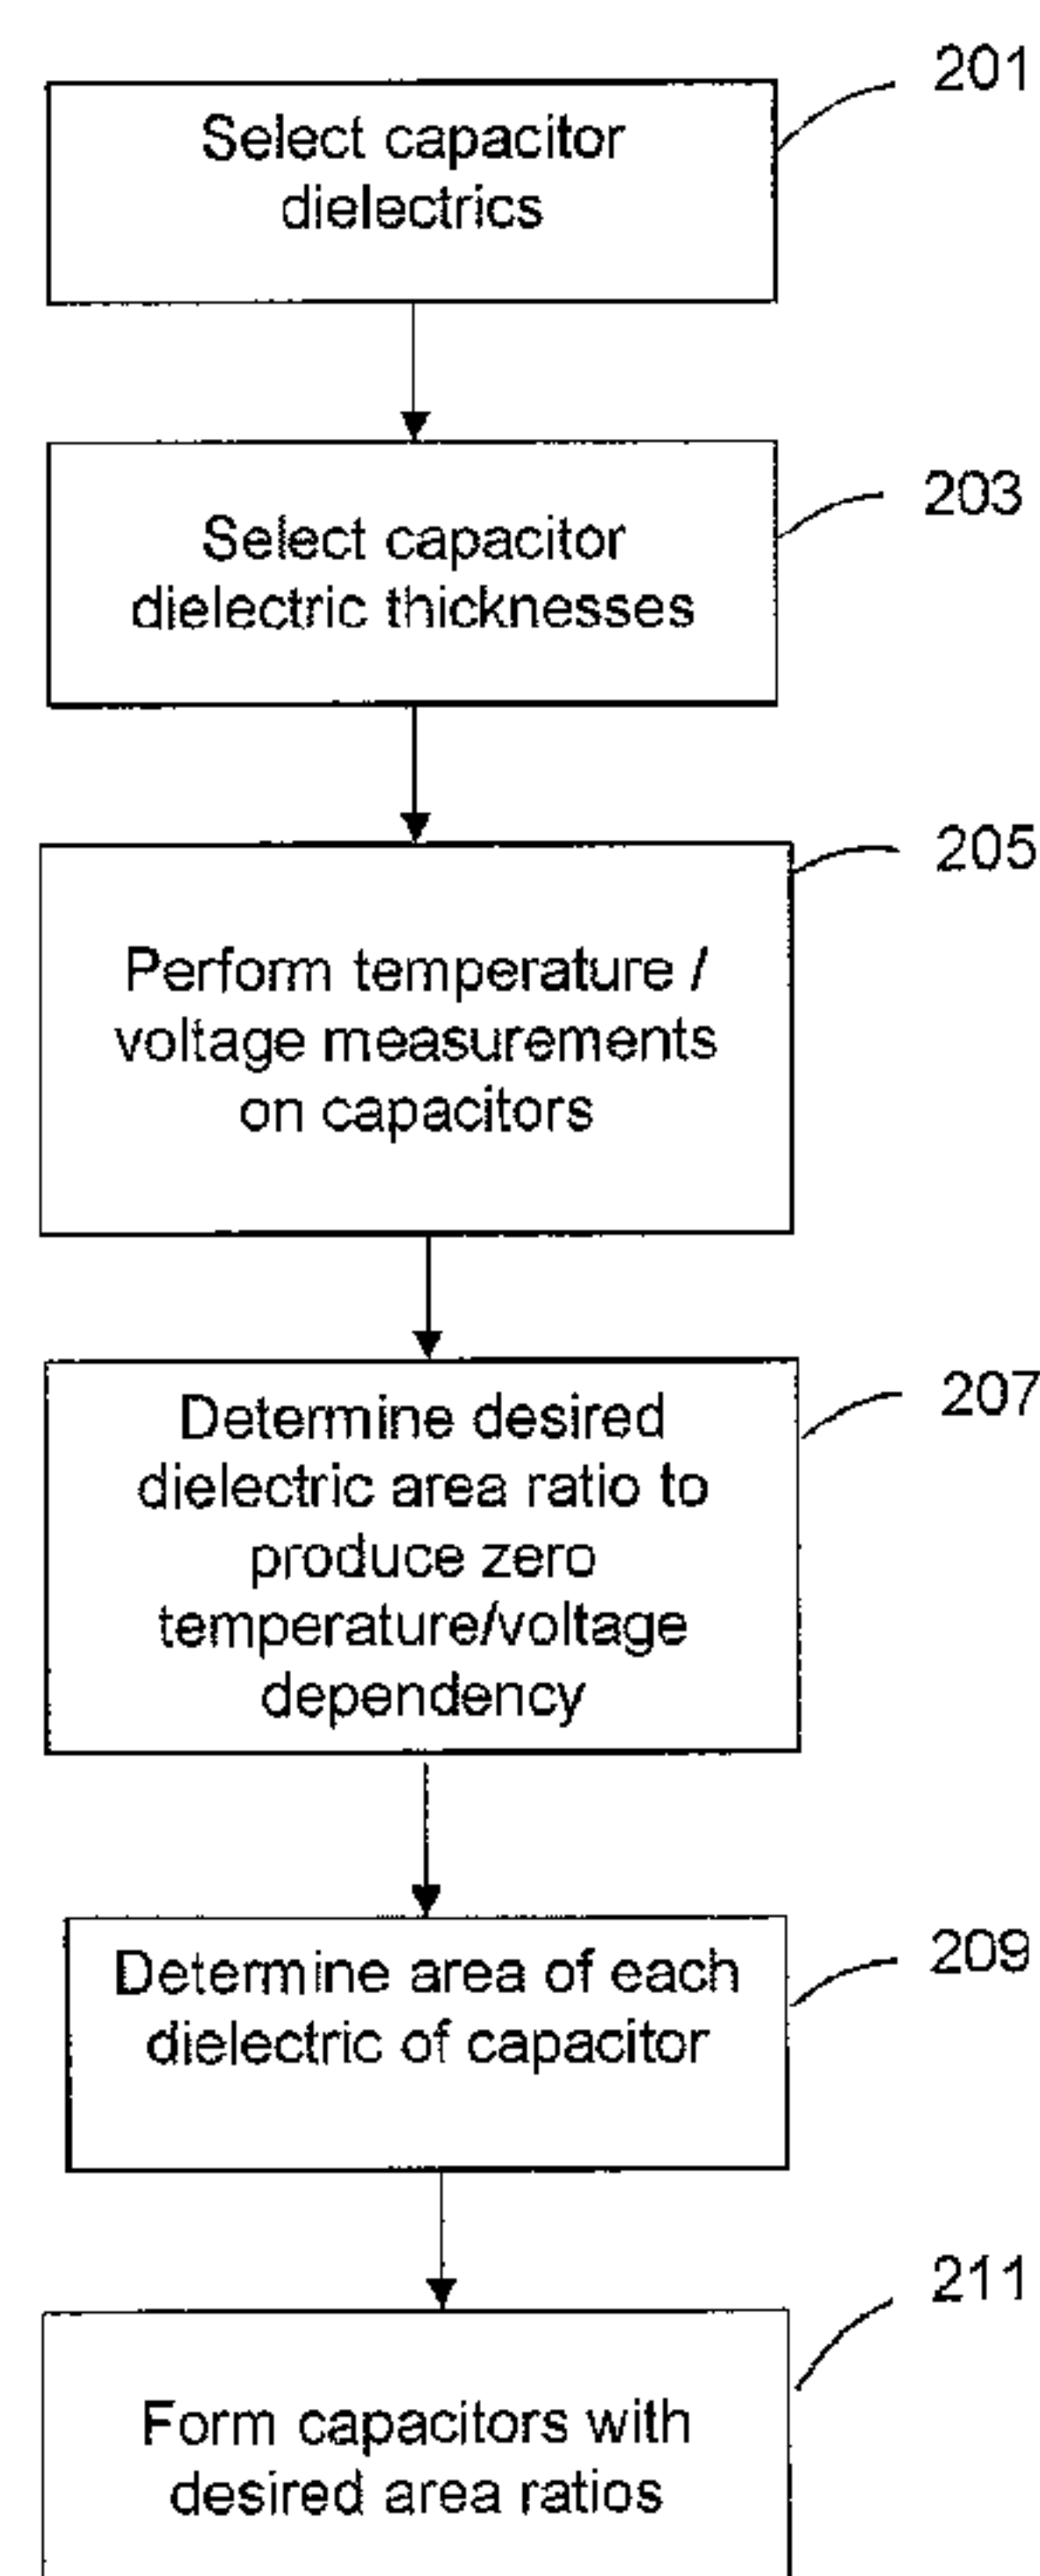 201
Select capacitor
dielectrics
203
Select capacitor
dielectric thicknesses
205
Perform temperature /
voltage measurements
on capacitors
207
Determine desired
dielectric area ratio to
produce zero
temperature/voltage
dependency
209
Determine area of each
dielectric of capacitor
211
Form capacitors with
desired area ratios